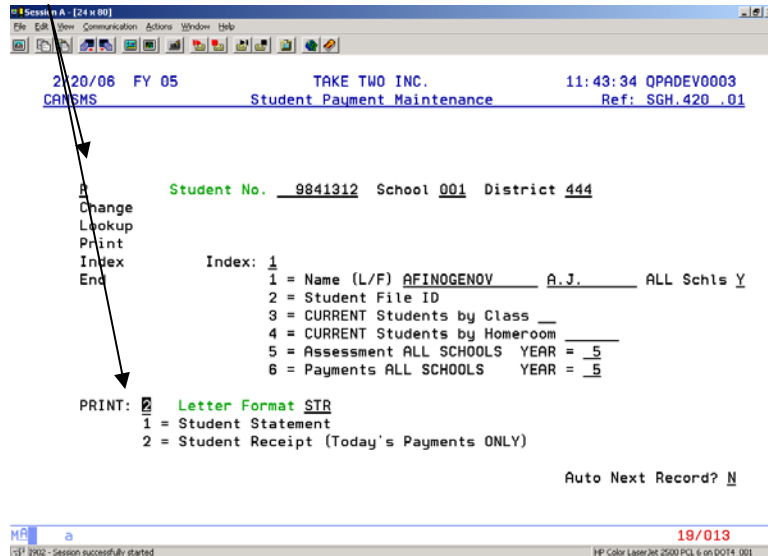 Session A - [24 x 80]
File Edit View Communication Actions Window Help
2/20/06 FY 05 TAKE TWO INC. 11:43:34 QPADEV0003
CANSMS Student Payment Maintenance Ref: SGH.420 .01
P Student No. 9841312 School 001 District 444
Change
Lookup
Print
Index Index: 1
End 1 = Name (L/F) AFINOGENOV A.J. ALL Schls Y
2 = Student File ID
3 = CURRENT Students by Class __
4 = CURRENT Students by Homeroom ______
5 = Assessment ALL SCHOOLS YEAR = 5
6 = Payments ALL SCHOOLS YEAR = 5
PRINT: 2 Letter Format STR
1 = Student Statement
2 = Student Receipt (Today's Payments ONLY)
Auto Next Record? N
MA a 19/013
I902 - Session successfully started HP Color LaserJet 2500 PCL 6 on DOT4_001